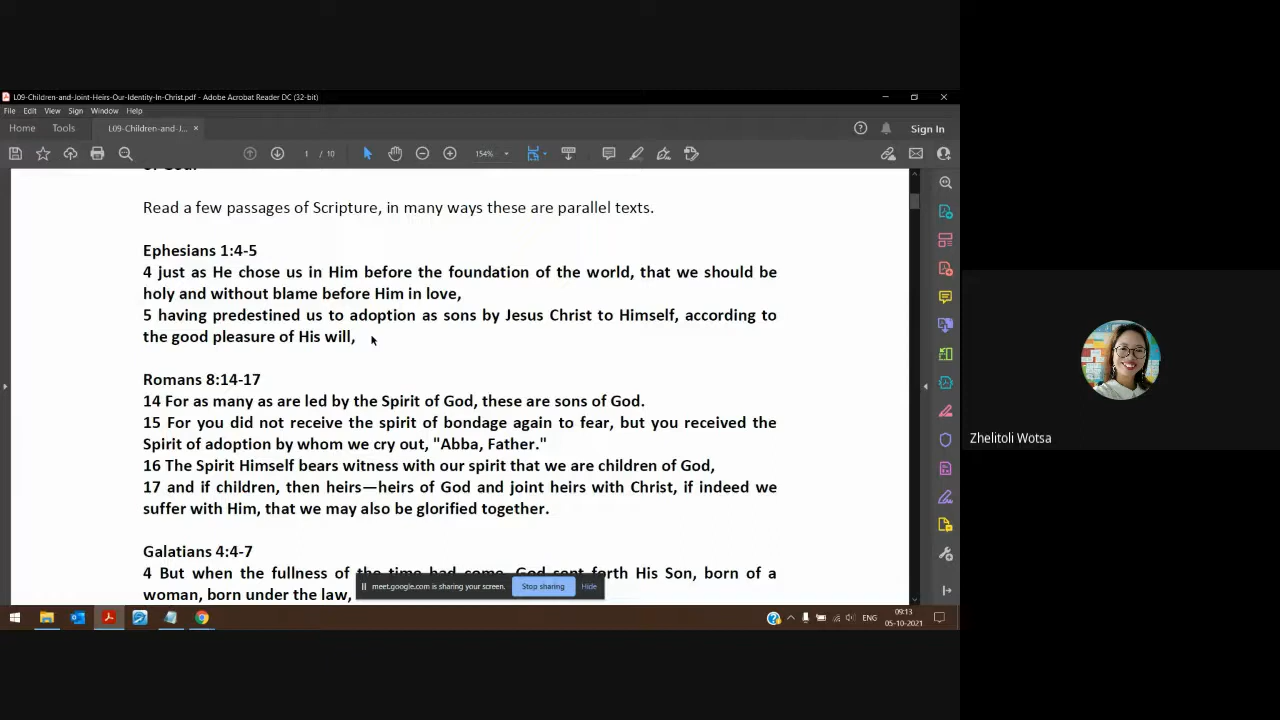 L09-Children-and-Joint-Heirs-Our-Identity-In-Christ.pdf - Adobe Acrobat Reader DC (32-bit)
File Edit View Sign Window Help
Home Tools L09-Children-and-J... × Sign In
1 / 10 154%
of God.
Read a few passages of Scripture, in many ways these are parallel texts.
Ephesians 1:4-5
4 just as He chose us in Him before the foundation of the world, that we should be
holy and without blame before Him in love,
5 having predestined us to adoption as sons by Jesus Christ to Himself, according to
the good pleasure of His will,
Romans 8:14-17
14 For as many as are led by the Spirit of God, these are sons of God.
15 For you did not receive the spirit of bondage again to fear, but you received the
Spirit of adoption by whom we cry out, "Abba, Father."
16 The Spirit Himself bears witness with our spirit that we are children of God,
17 and if children, then heirs—heirs of God and joint heirs with Christ, if indeed we
suffer with Him, that we may also be glorified together.
Galatians 4:4-7
4 But when the fullness of the time had come, God sent forth His Son, born of a
woman, born under the law,
meet.google.com is sharing your screen. Stop sharing Hide
ENG 09:13
05-10-2021
Zhelitoli Wotsa